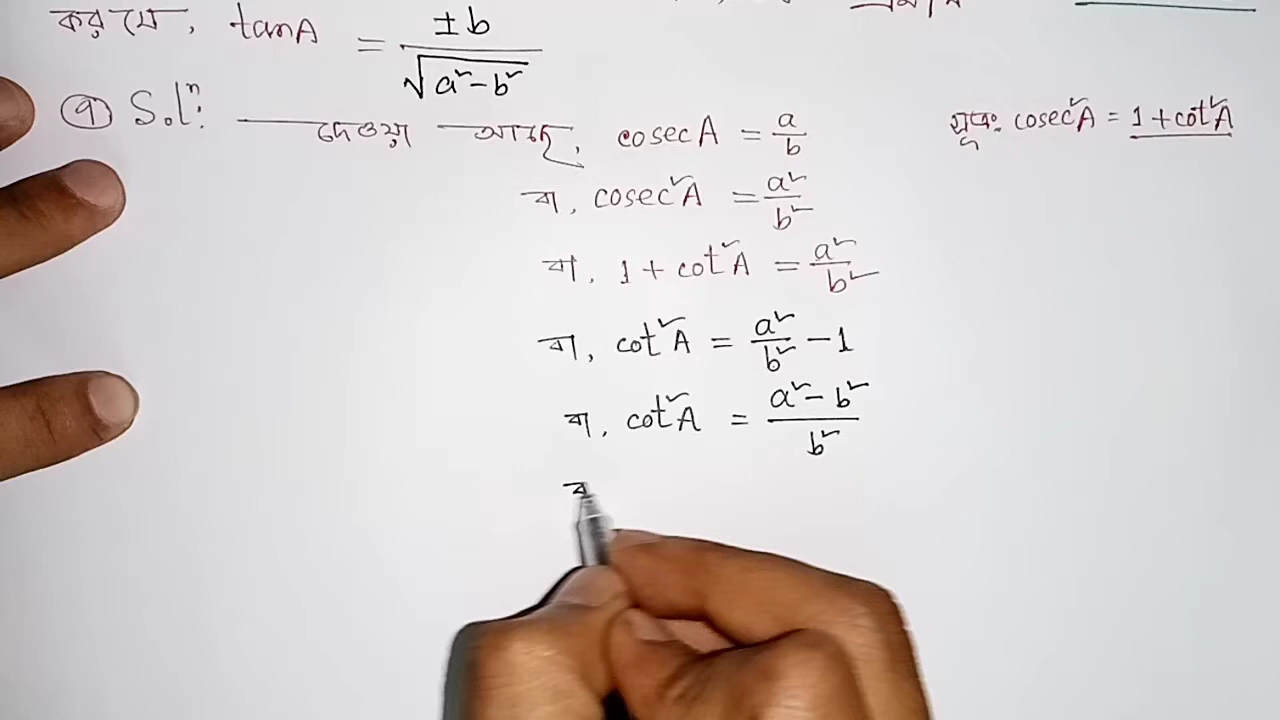 কর যে, tanA = ±b / √(a² - b²)
৭ Solⁿ: দেওয়া আছে, cosecA = a/b
সূত্র: cosec²A = 1 + cot²A
বা, cosec²A = a²/b²
বা, 1 + cot²A = a²/b²
বা, cot²A = a²/b² - 1
বা, cot²A = (a² - b²)/b²
ব